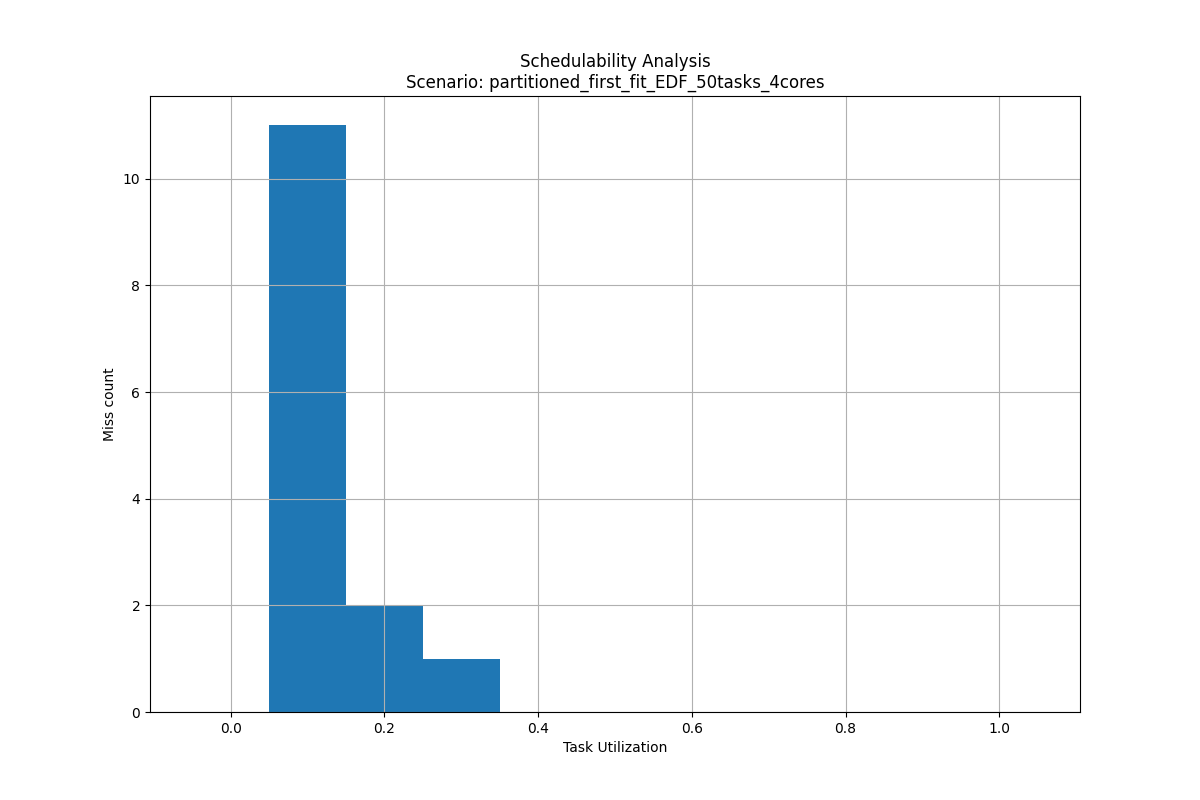 Schedulability Analysis
Scenario: partitioned_first_fit_EDF_50tasks_4cores
10
8
6
4
2
0
Miss count
0.0 0.2 0.4 0.6 0.8 1.0
Task Utilization